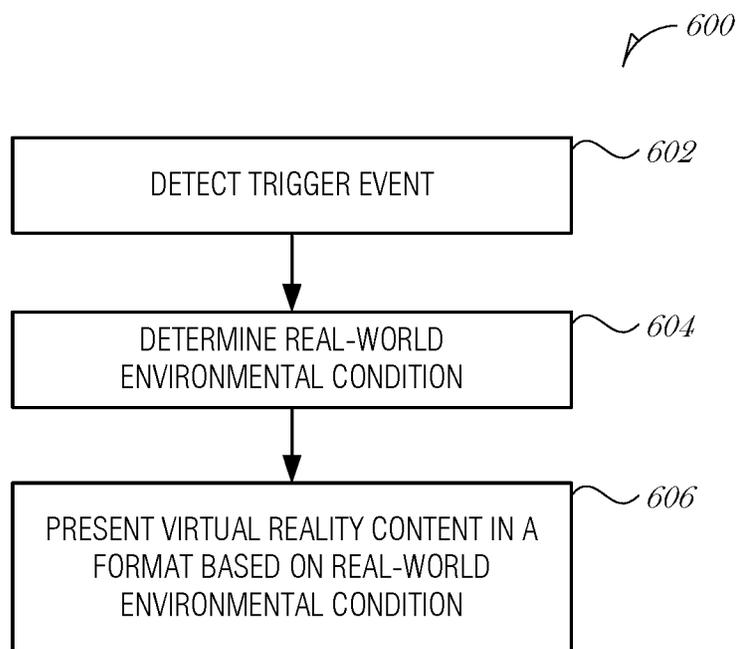 600
602
DETECT TRIGGER EVENT
604
DETERMINE REAL-WORLD
ENVIRONMENTAL CONDITION
606
PRESENT VIRTUAL REALITY CONTENT IN A
FORMAT BASED ON REAL-WORLD
ENVIRONMENTAL CONDITION